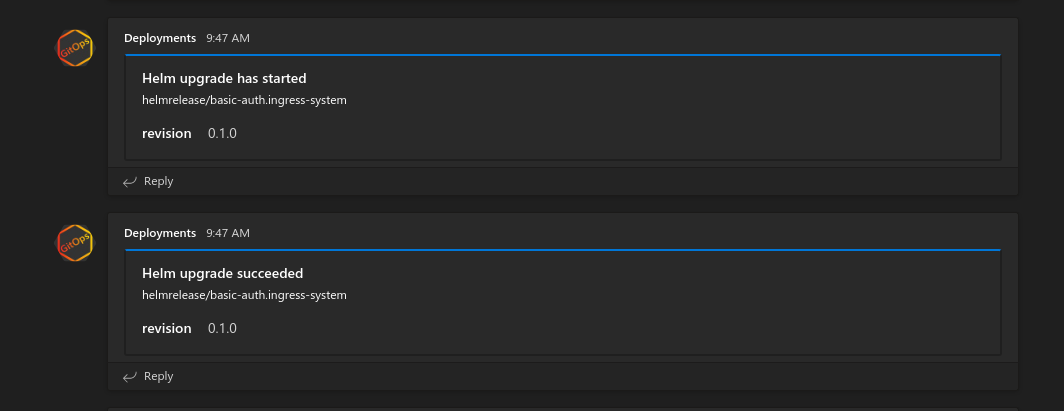 GitOps
Deployments 9:47 AM
Helm upgrade has started
helmrelease/basic-auth.ingress-system
revision 0.1.0
Reply
GitOps
Deployments 9:47 AM
Helm upgrade succeeded
helmrelease/basic-auth.ingress-system
revision 0.1.0
Reply